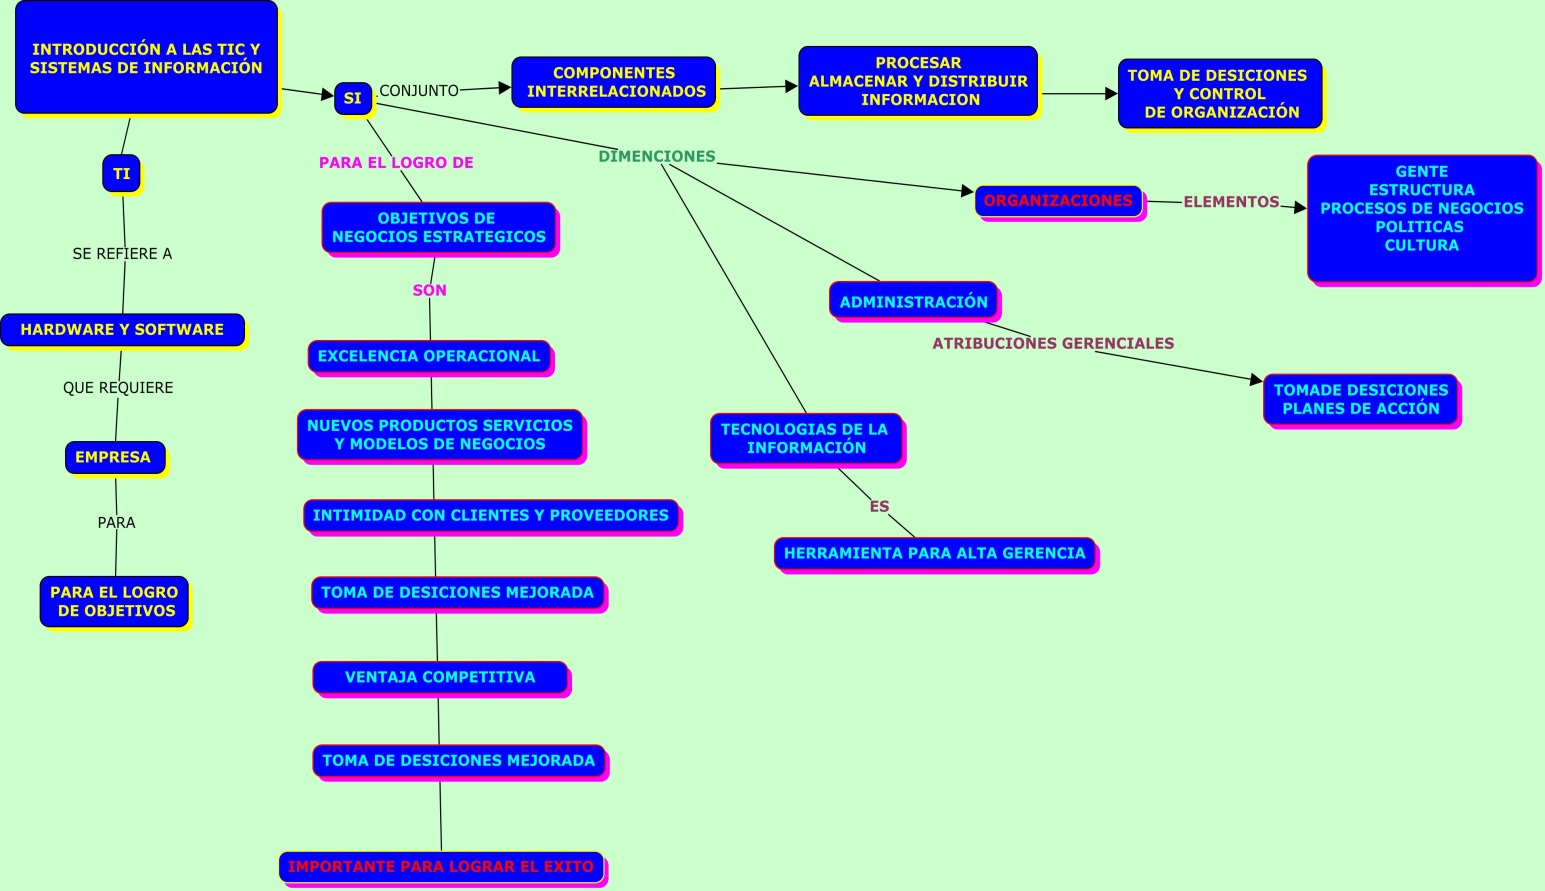 INTRODUCCIÓN A LAS TIC Y
SISTEMAS DE INFORMACIÓN
TI
SE REFIERE A
HARDWARE Y SOFTWARE
QUE REQUIERE
EMPRESA
PARA
PARA EL LOGRO
DE OBJETIVOS
SI
CONJUNTO
COMPONENTES
INTERRELACIONADOS
PROCESAR
ALMACENAR Y DISTRIBUIR
INFORMACION
TOMA DE DESICIONES
Y CONTROL
DE ORGANIZACIÓN
PARA EL LOGRO DE
OBJETIVOS DE
NEGOCIOS ESTRATEGICOS
SON
EXCELENCIA OPERACIONAL
NUEVOS PRODUCTOS SERVICIOS
Y MODELOS DE NEGOCIOS
INTIMIDAD CON CLIENTES Y PROVEEDORES
TOMA DE DESICIONES MEJORADA
VENTAJA COMPETITIVA
TOMA DE DESICIONES MEJORADA
IMPORTANTE PARA LOGRAR EL EXITO
DIMENCIONES
ORGANIZACIONES
ELEMENTOS
GENTE
ESTRUCTURA
PROCESOS DE NEGOCIOS
POLITICAS
CULTURA
ADMINISTRACIÓN
ATRIBUCIONES GERENCIALES
TOMADE DESICIONES
PLANES DE ACCIÓN
TECNOLOGIAS DE LA
INFORMACIÓN
ES
HERRAMIENTA PARA ALTA GERENCIA